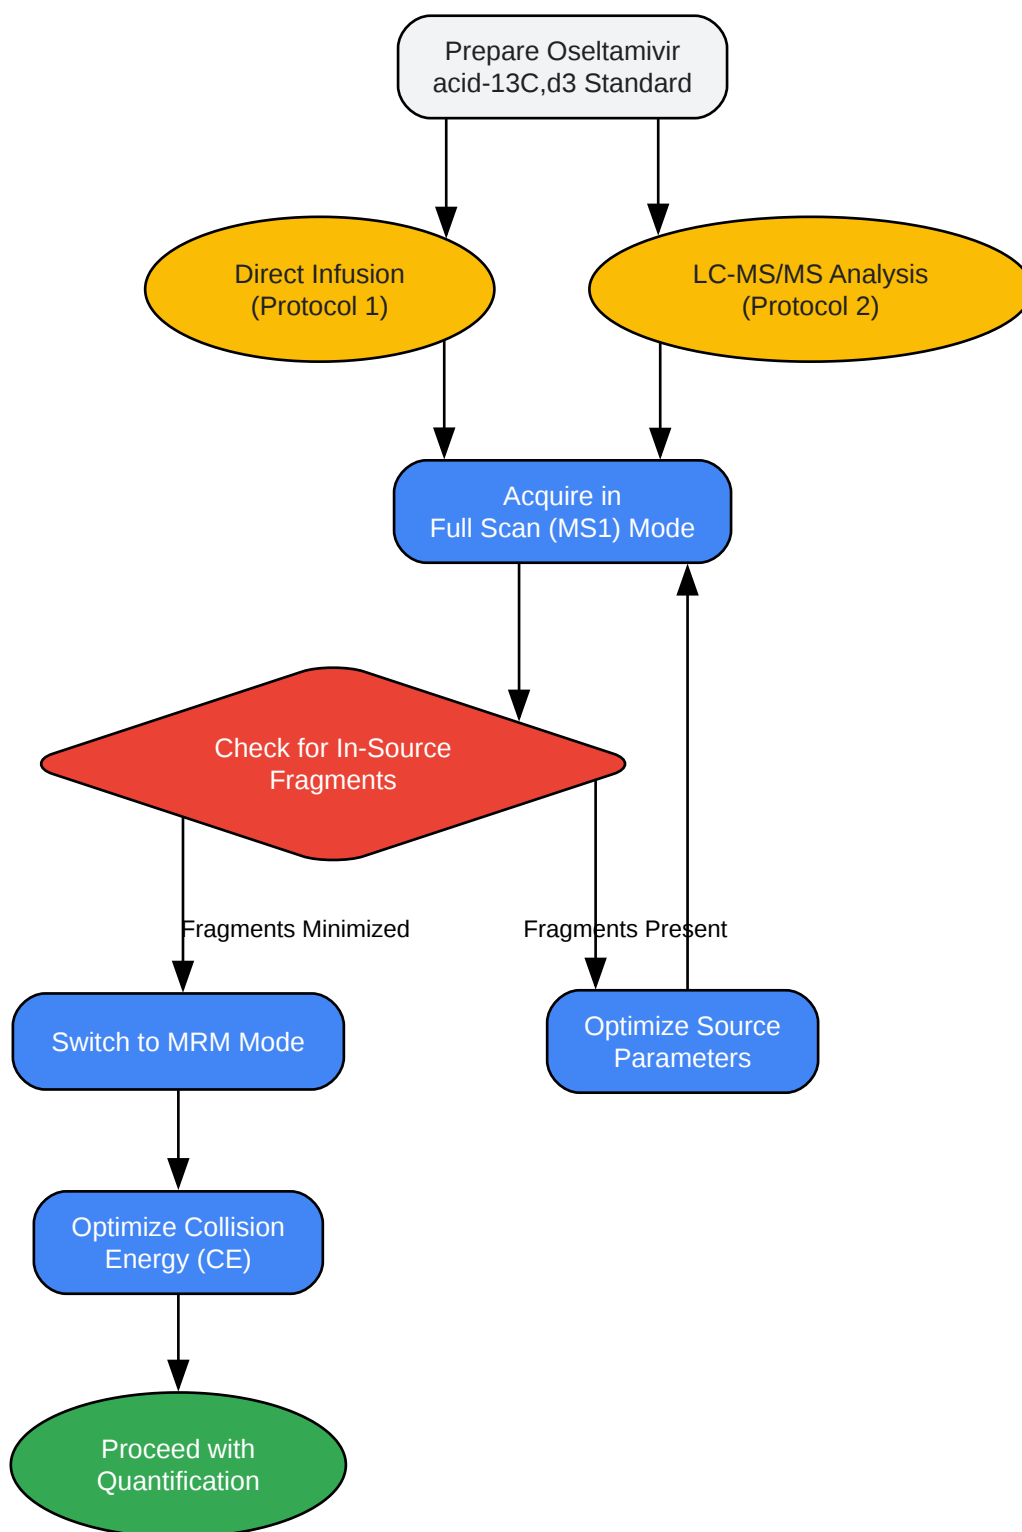 Prepare Oseltamivir
acid-13C,d3 Standard
Direct Infusion
(Protocol 1)
LC-MS/MS Analysis
(Protocol 2)
Acquire in
Full Scan (MS1) Mode
Check for In-Source
Fragments
Fragments Minimized
Fragments Present
Switch to MRM Mode
Optimize Source
Parameters
Optimize Collision
Energy (CE)
Proceed with
Quantification